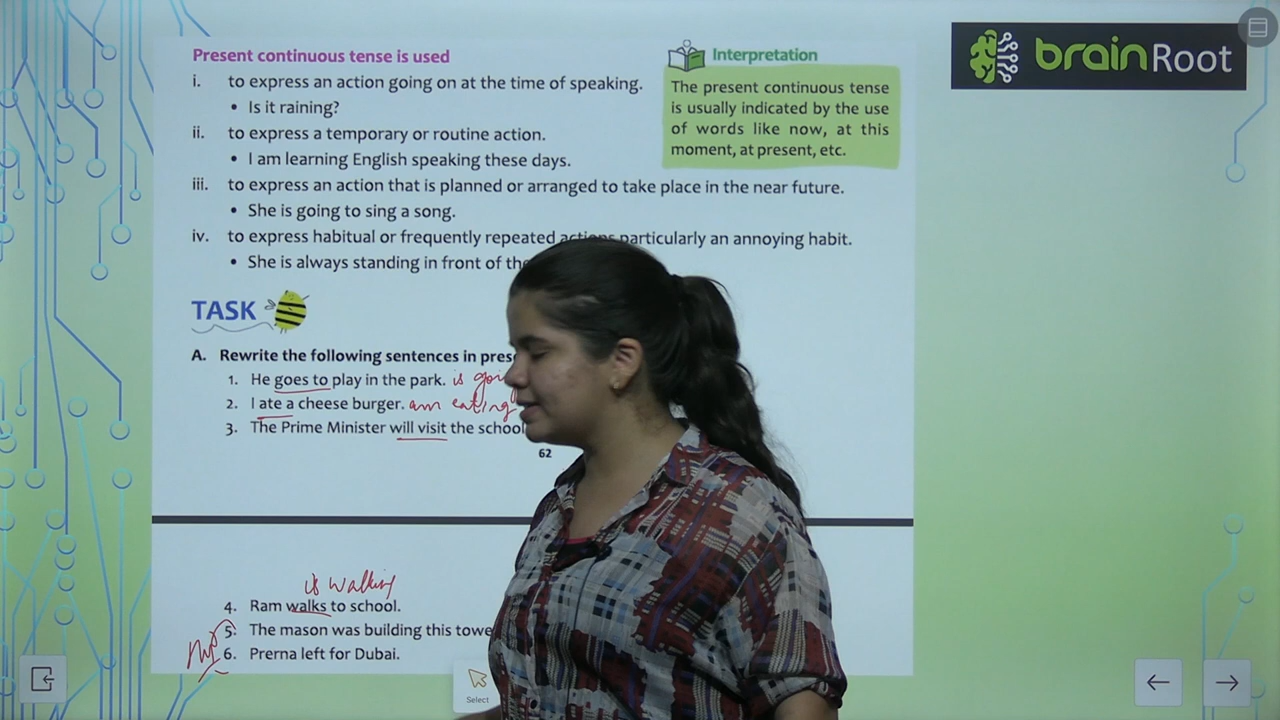 Present continuous tense is used
i. to express an action going on at the time of speaking.
• Is it raining?
ii. to express a temporary or routine action.
• I am learning English speaking these days.
iii. to express an action that is planned or arranged to take place in the near future.
• She is going to sing a song.
iv. to express habitual or frequently repeated actions particularly an annoying habit.
• She is always standing in front of the
Interpretation
The present continuous tense
is usually indicated by the use
of words like now, at this
moment, at present, etc.
brainRoot
TASK
A. Rewrite the following sentences in
1. He goes to play in the park. is
2. I ate a cheese burger. am eating
3. The Prime Minister will visit the school
62
is walking
4. Ram walks to school.
5. The mason was building this
6. Prerna left for Dubai.
Select